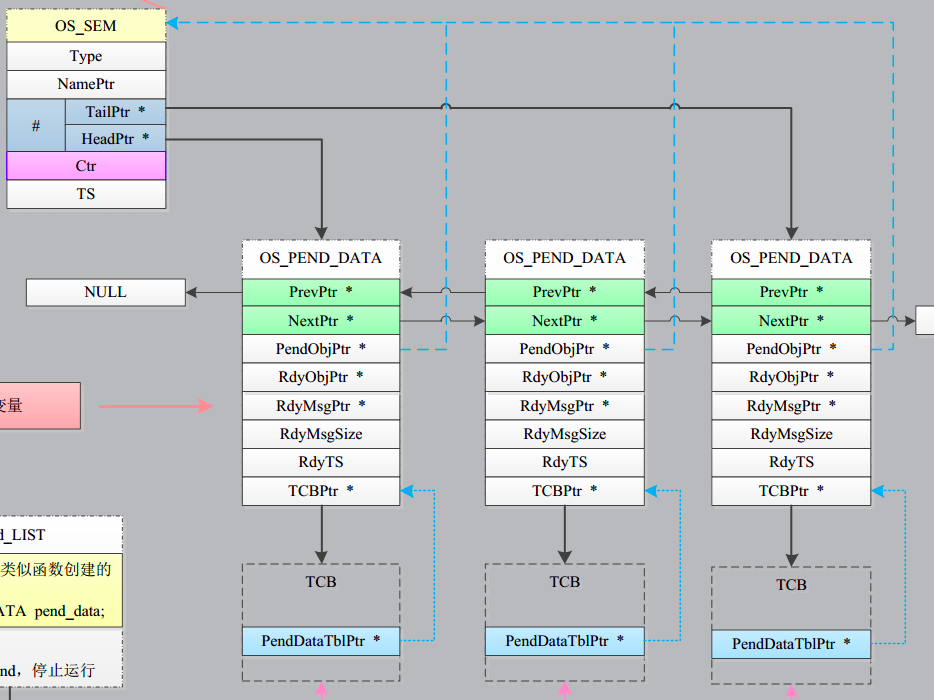 OS_SEM
Type
NamePtr
#
TailPtr *
HeadPtr *
Ctr
TS
NULL
OS_PEND_DATA
PrevPtr *
NextPtr *
PendObjPtr *
RdyObjPtr *
RdyMsgPtr *
RdyMsgSize
RdyTS
TCBPtr *
OS_PEND_DATA
PrevPtr *
NextPtr *
PendObjPtr *
RdyObjPtr *
RdyMsgPtr *
RdyMsgSize
RdyTS
TCBPtr *
OS_PEND_DATA
PrevPtr *
NextPtr *
PendObjPtr *
RdyObjPtr *
RdyMsgPtr *
RdyMsgSize
RdyTS
TCBPtr *
变量
d_LIST
类似函数创建的
ATA pend_data;
nd，停止运行
TCB
PendDataTblPtr *
TCB
PendDataTblPtr *
TCB
PendDataTblPtr *